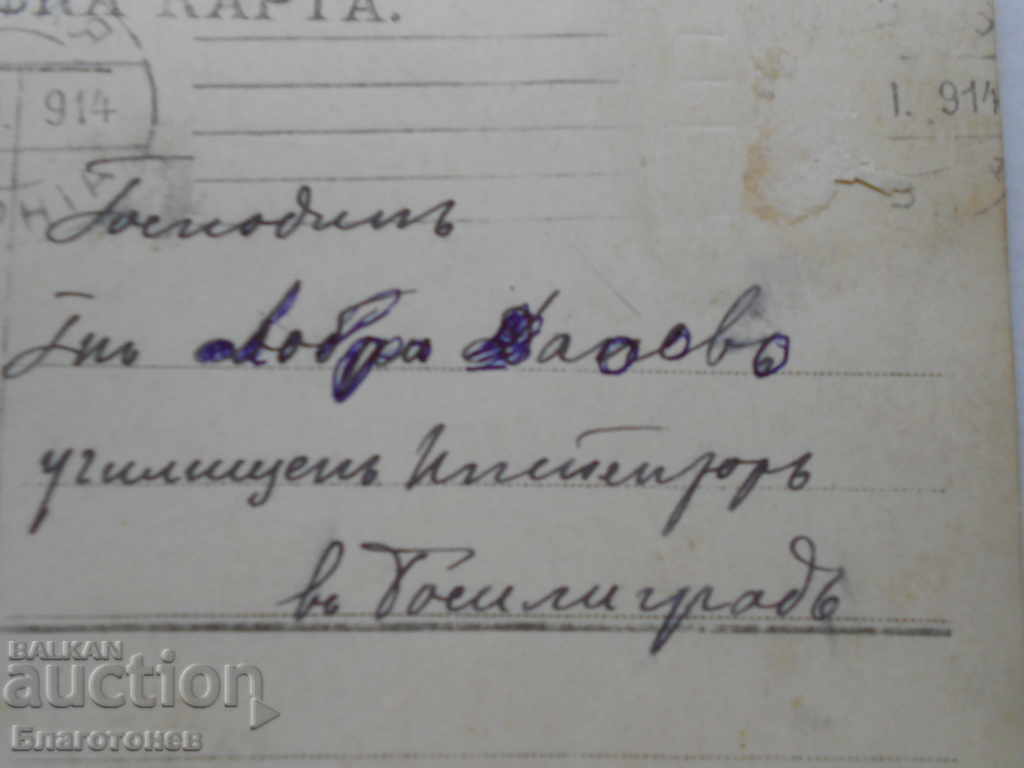 КАРТА.
914
I. 914
Господинъ
Гнъ
училищенъ Инспекторъ
въ Босилиградъ
BALKAN
auction
Благотонев